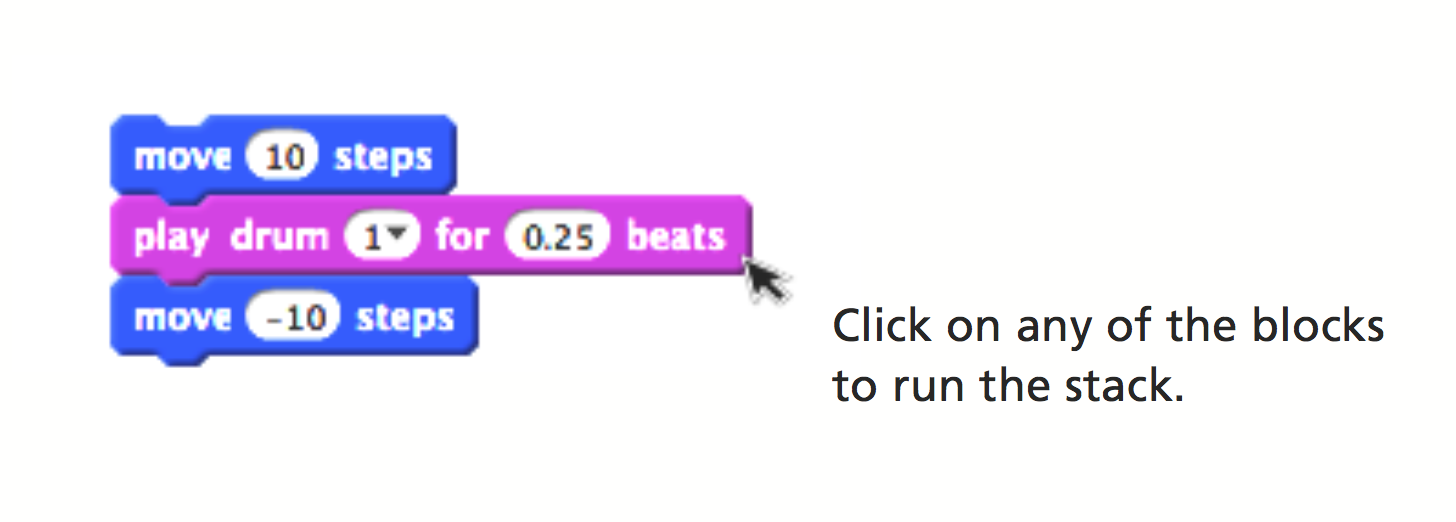 move 10 steps
play drum 1 for 0.25 beats
move -10 steps
Click on any of the blocks
to run the stack.